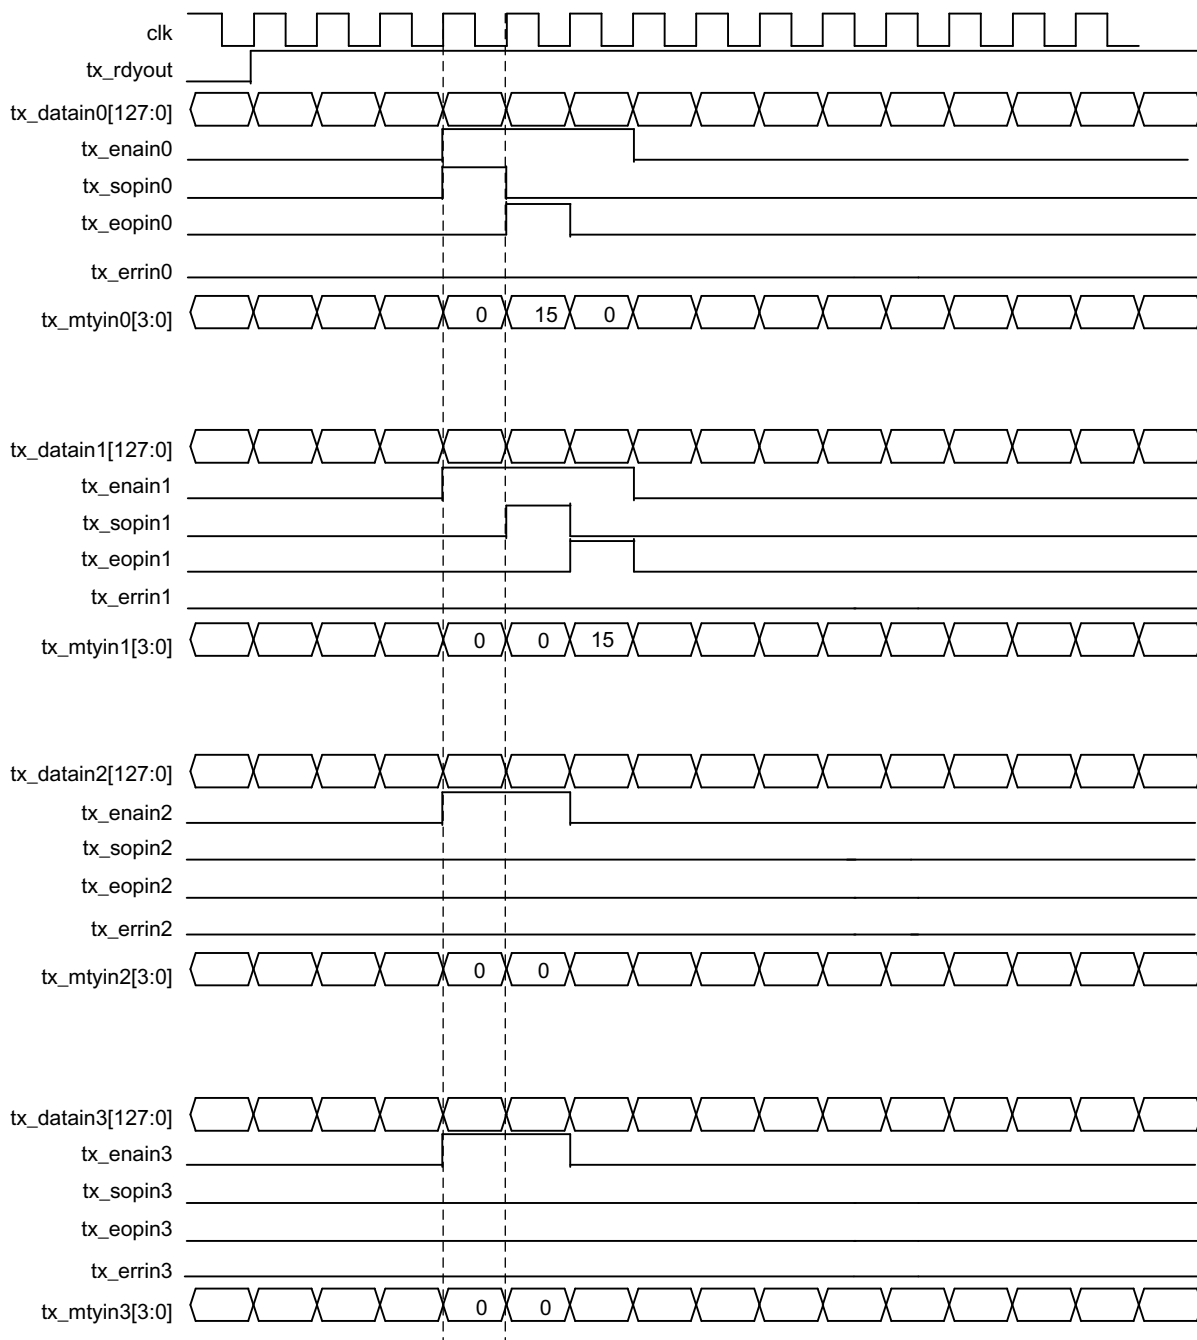 clk
tx_rdyout
tx_datain0[127:0]
tx_enain0
tx_sopin0
tx_eopin0
tx_errin0
tx_mtyin0[3:0] 0 15 0
tx_datain1[127:0]
tx_enain1
tx_sopin1
tx_eopin1
tx_errin1
tx_mtyin1[3:0] 0 0 15
tx_datain2[127:0]
tx_enain2
tx_sopin2
tx_eopin2
tx_errin2
tx_mtyin2[3:0] 0 0
tx_datain3[127:0]
tx_enain3
tx_sopin3
tx_eopin3
tx_errin3
tx_mtyin3[3:0] 0 0